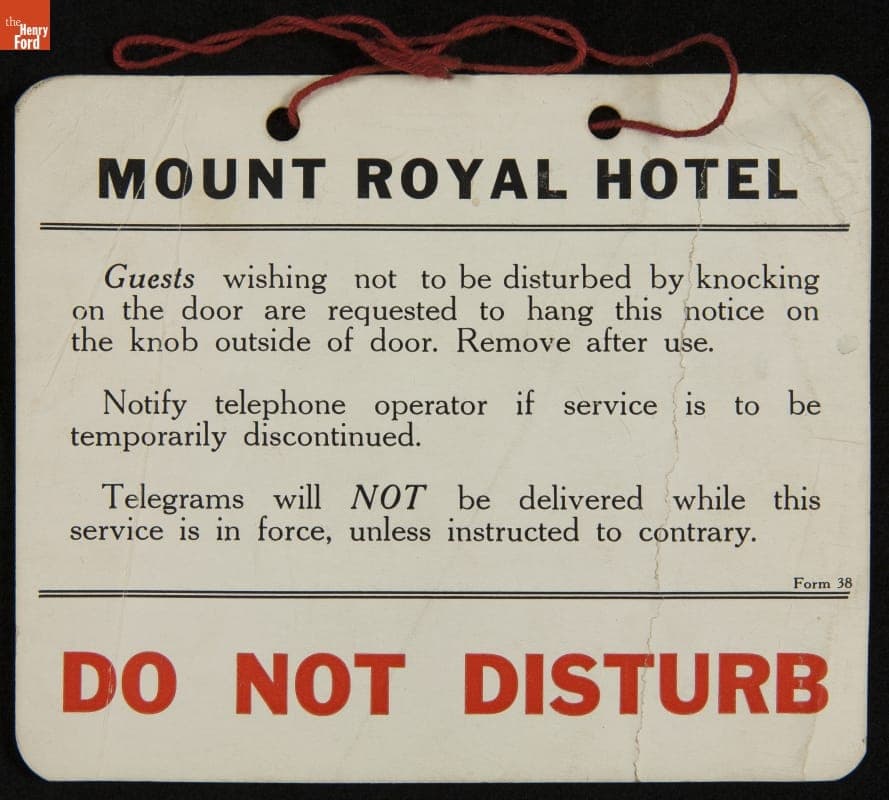 the
Henry
Ford
MOUNT ROYAL HOTEL
Guests wishing not to be disturbed by knocking
on the door are requested to hang this notice on
the knob outside of door. Remove after use.
Notify telephone operator if service is to be
temporarily discontinued.
Telegrams will NOT be delivered while this
service is in force, unless instructed to contrary.
Form 38
DO NOT DISTURB